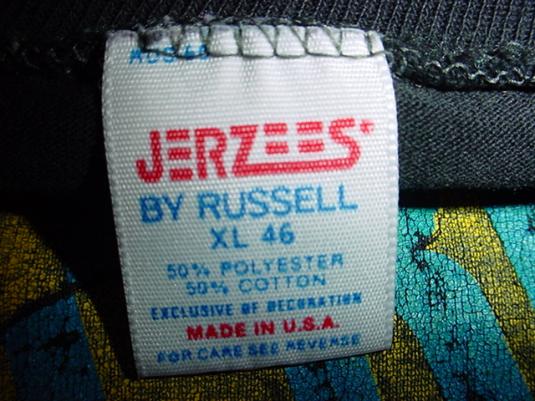 JERZEES
BY RUSSELL
XL 46
50% POLYESTER
50% COTTON
EXCLUSIVE OF DECORATION
MADE IN U.S.A.
FOR CARE SEE REVERSE